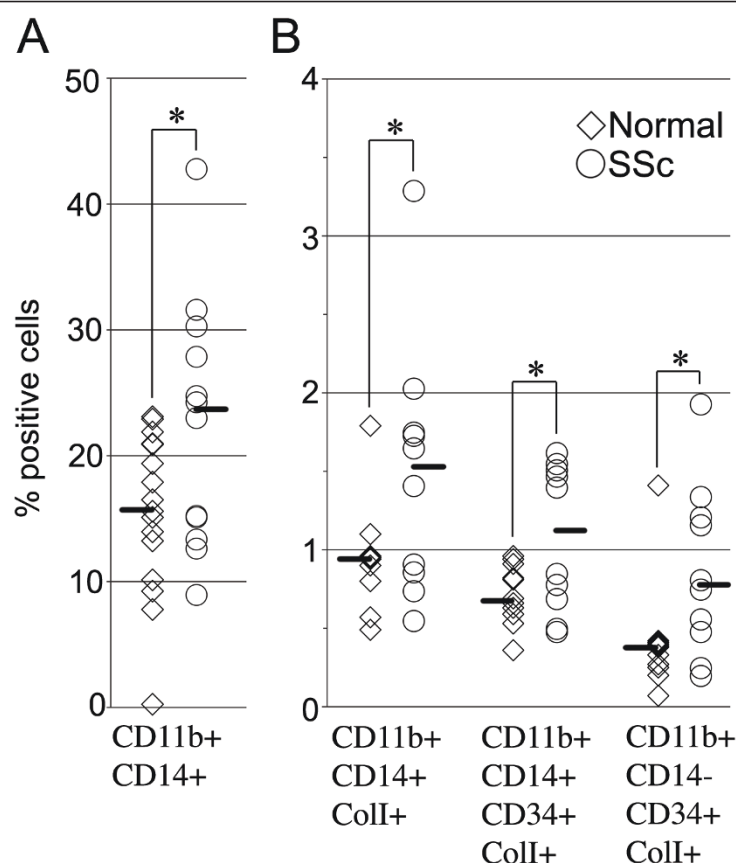 A
B
% positive cells
50
40
30
20
10
0
*
CD11b+
CD14+
4
3
2
1
0
*
*
*
Normal
SSc
CD11b+
CD14+
ColI+
CD11b+
CD14+
CD34+
ColI+
CD11b+
CD14-
CD34+
ColI+